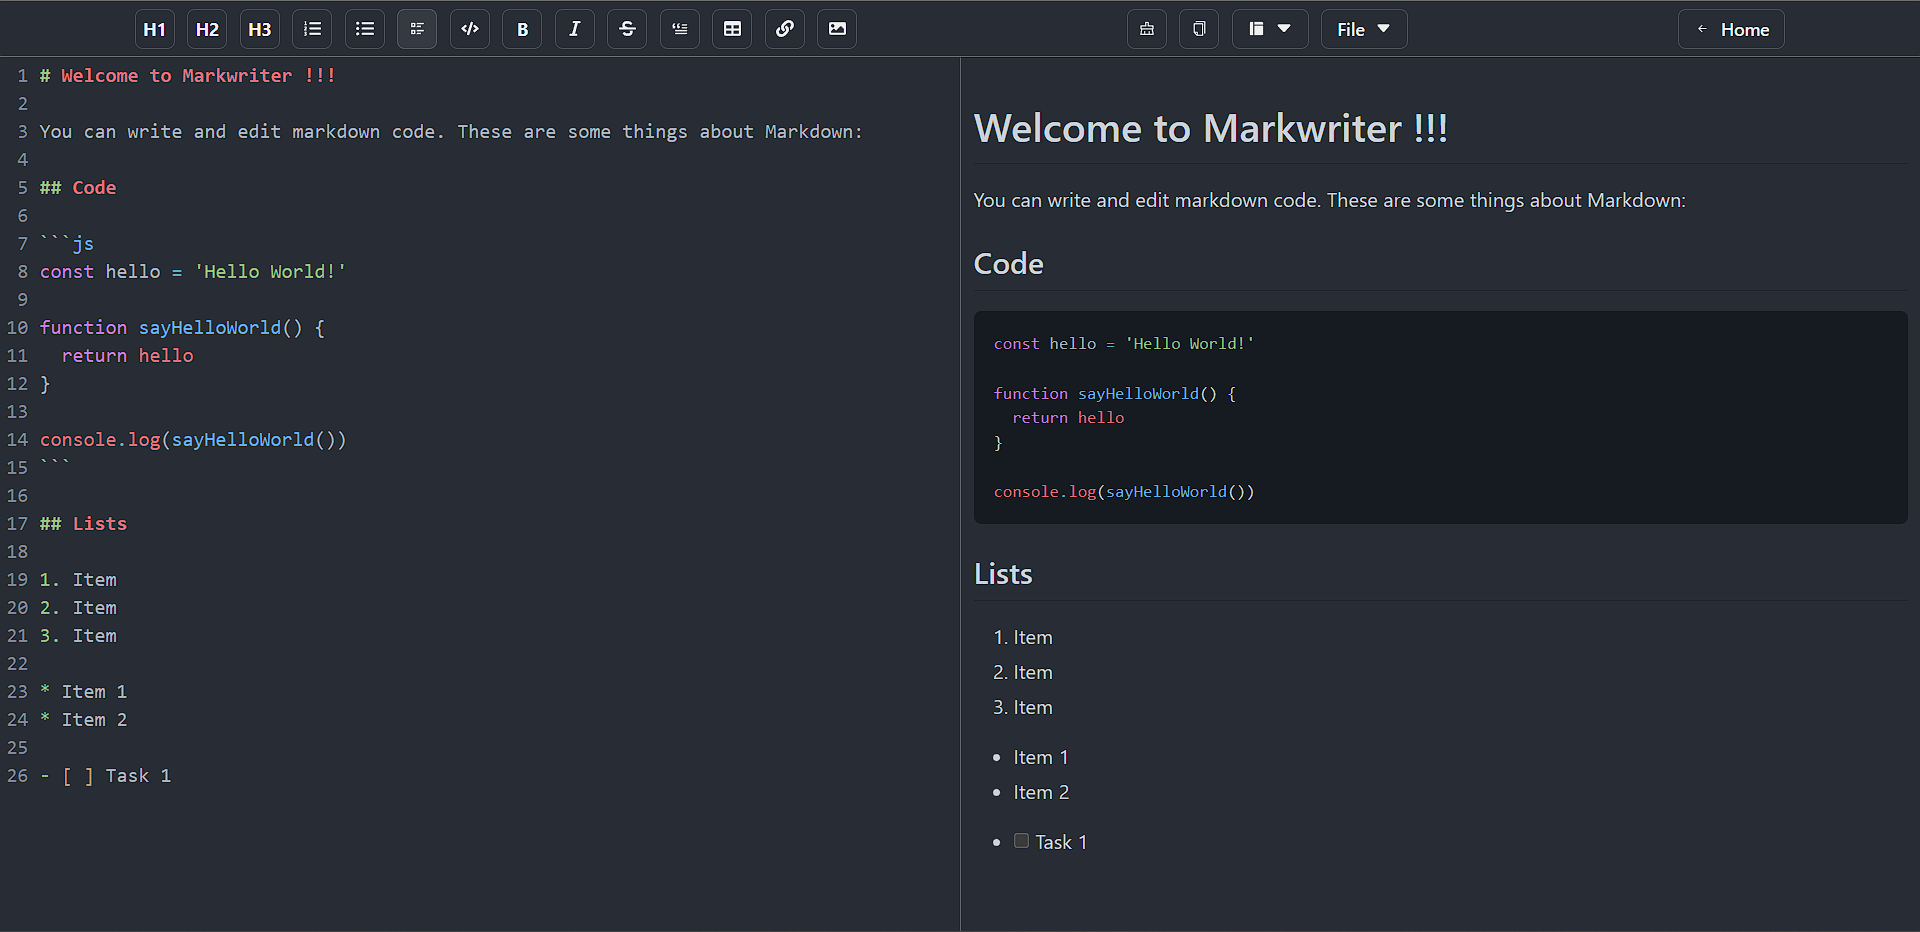 H1 H2 H3 B I S File Home
1 # Welcome to Markwriter !!!
2
3 You can write and edit markdown code. These are some things about Markdown:
4
5 ## Code
6
7 ```js
8 const hello = 'Hello World!'
9
10 function sayHelloWorld() {
11   return hello
12 }
13
14 console.log(sayHelloWorld())
15 ```
16
17 ## Lists
18
19 1. Item
20 2. Item
21 3. Item
22
23 * Item 1
24 * Item 2
25
26 - [ ] Task 1
Welcome to Markwriter !!!
You can write and edit markdown code. These are some things about Markdown:
Code
const hello = 'Hello World!'
function sayHelloWorld() {
  return hello
}
console.log(sayHelloWorld())
Lists
1. Item
2. Item
3. Item
• Item 1
• Item 2
• Task 1